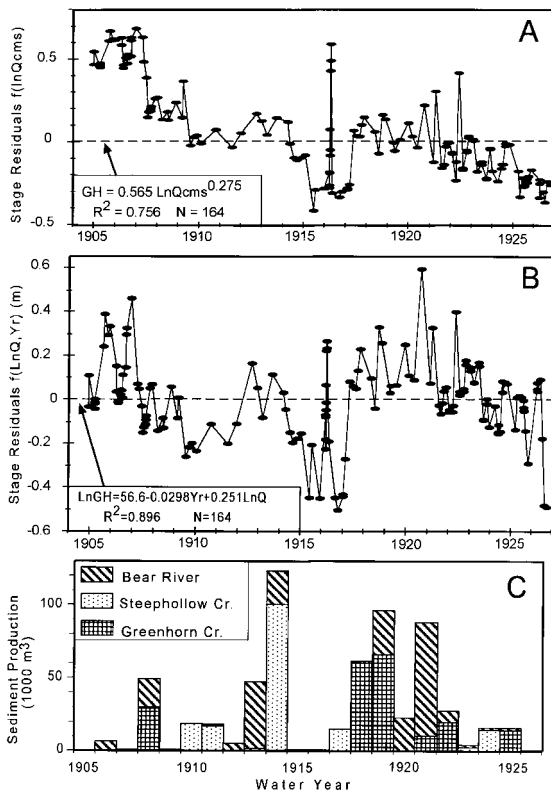 A
Stage Residuals f(lnQcms)
0.5
0
-0.5
GH = 0.565 LnQcms^0.275
R² = 0.756 N = 164
1905 1910 1915 1920 1925
B
Stage Residuals f(LnQ,Yr) (m)
0.6
0.4
0.2
0
-0.2
-0.4
-0.6
LnGH=56.6-0.0298Yr+0.251LnQ
R²=0.896 N=164
1905 1910 1915 1920 1925
C
Sediment Production
(1000 m3)
100
50
0
Bear River
Steephollow Cr.
Greenhorn Cr.
1905 1910 1915 1920 1925
Water Year